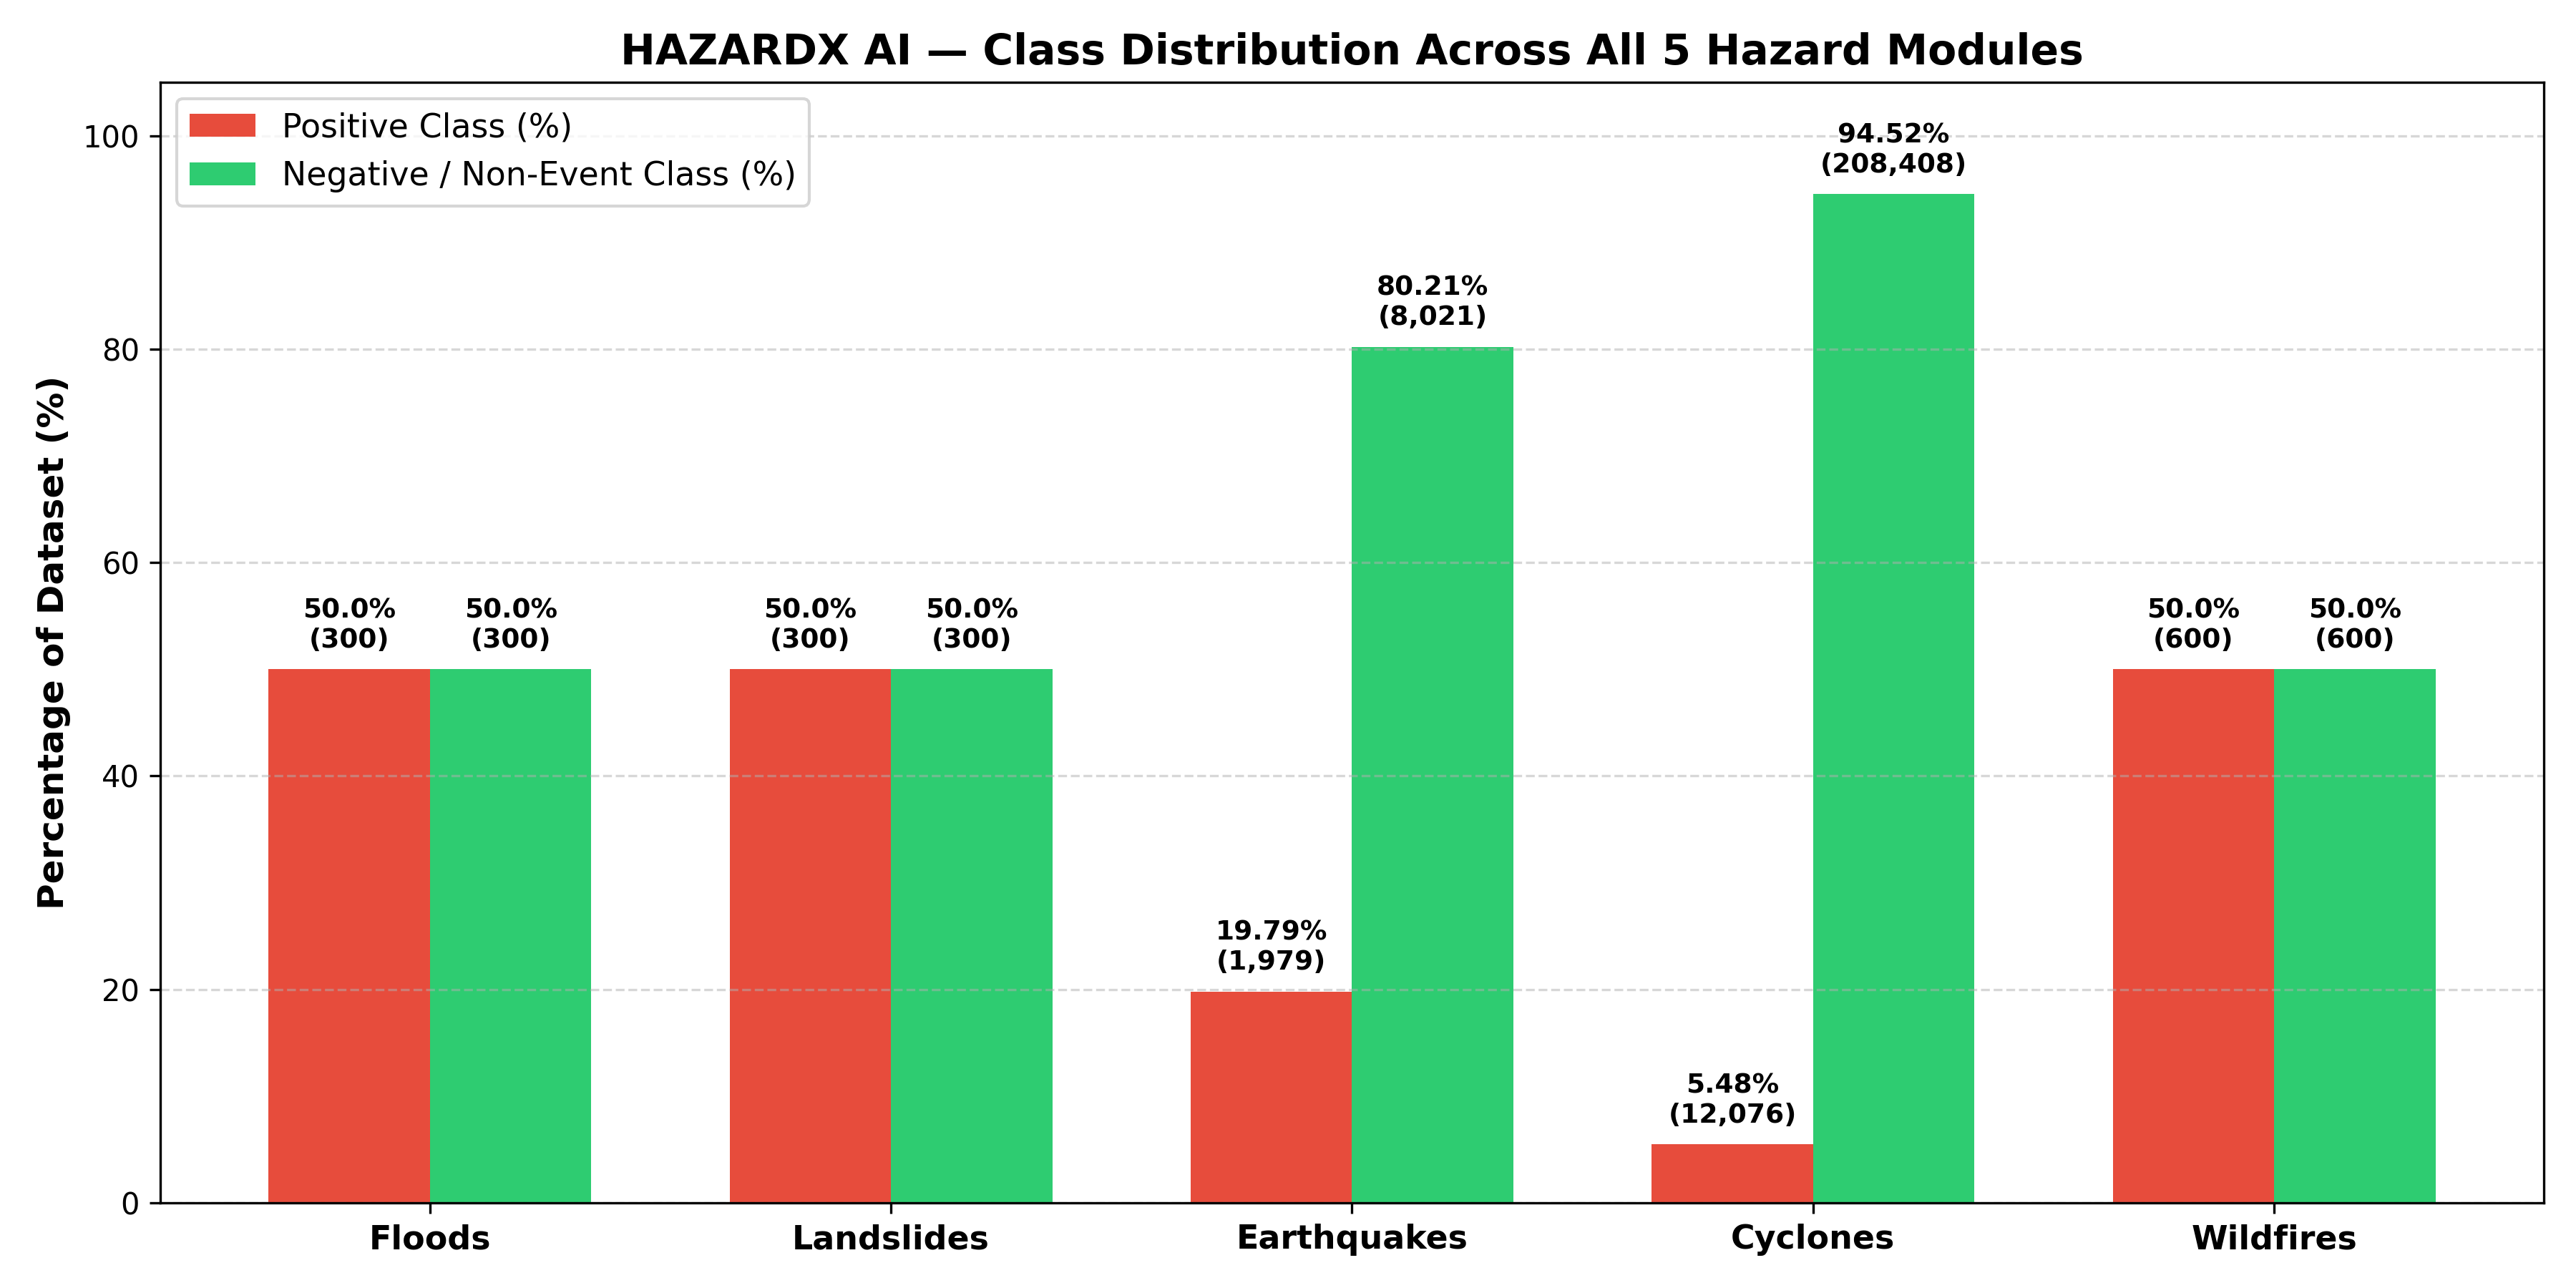 HAZARDX AI — Class Distribution Across All 5 Hazard Modules
Positive Class (%)
Negative / Non-Event Class (%)
Percentage of Dataset (%)
100
80
60
40
20
0
50.0%
(300)
50.0%
(300)
50.0%
(300)
50.0%
(300)
19.79%
(1,979)
80.21%
(8,021)
5.48%
(12,076)
94.52%
(208,408)
50.0%
(600)
50.0%
(600)
Floods
Landslides
Earthquakes
Cyclones
Wildfires